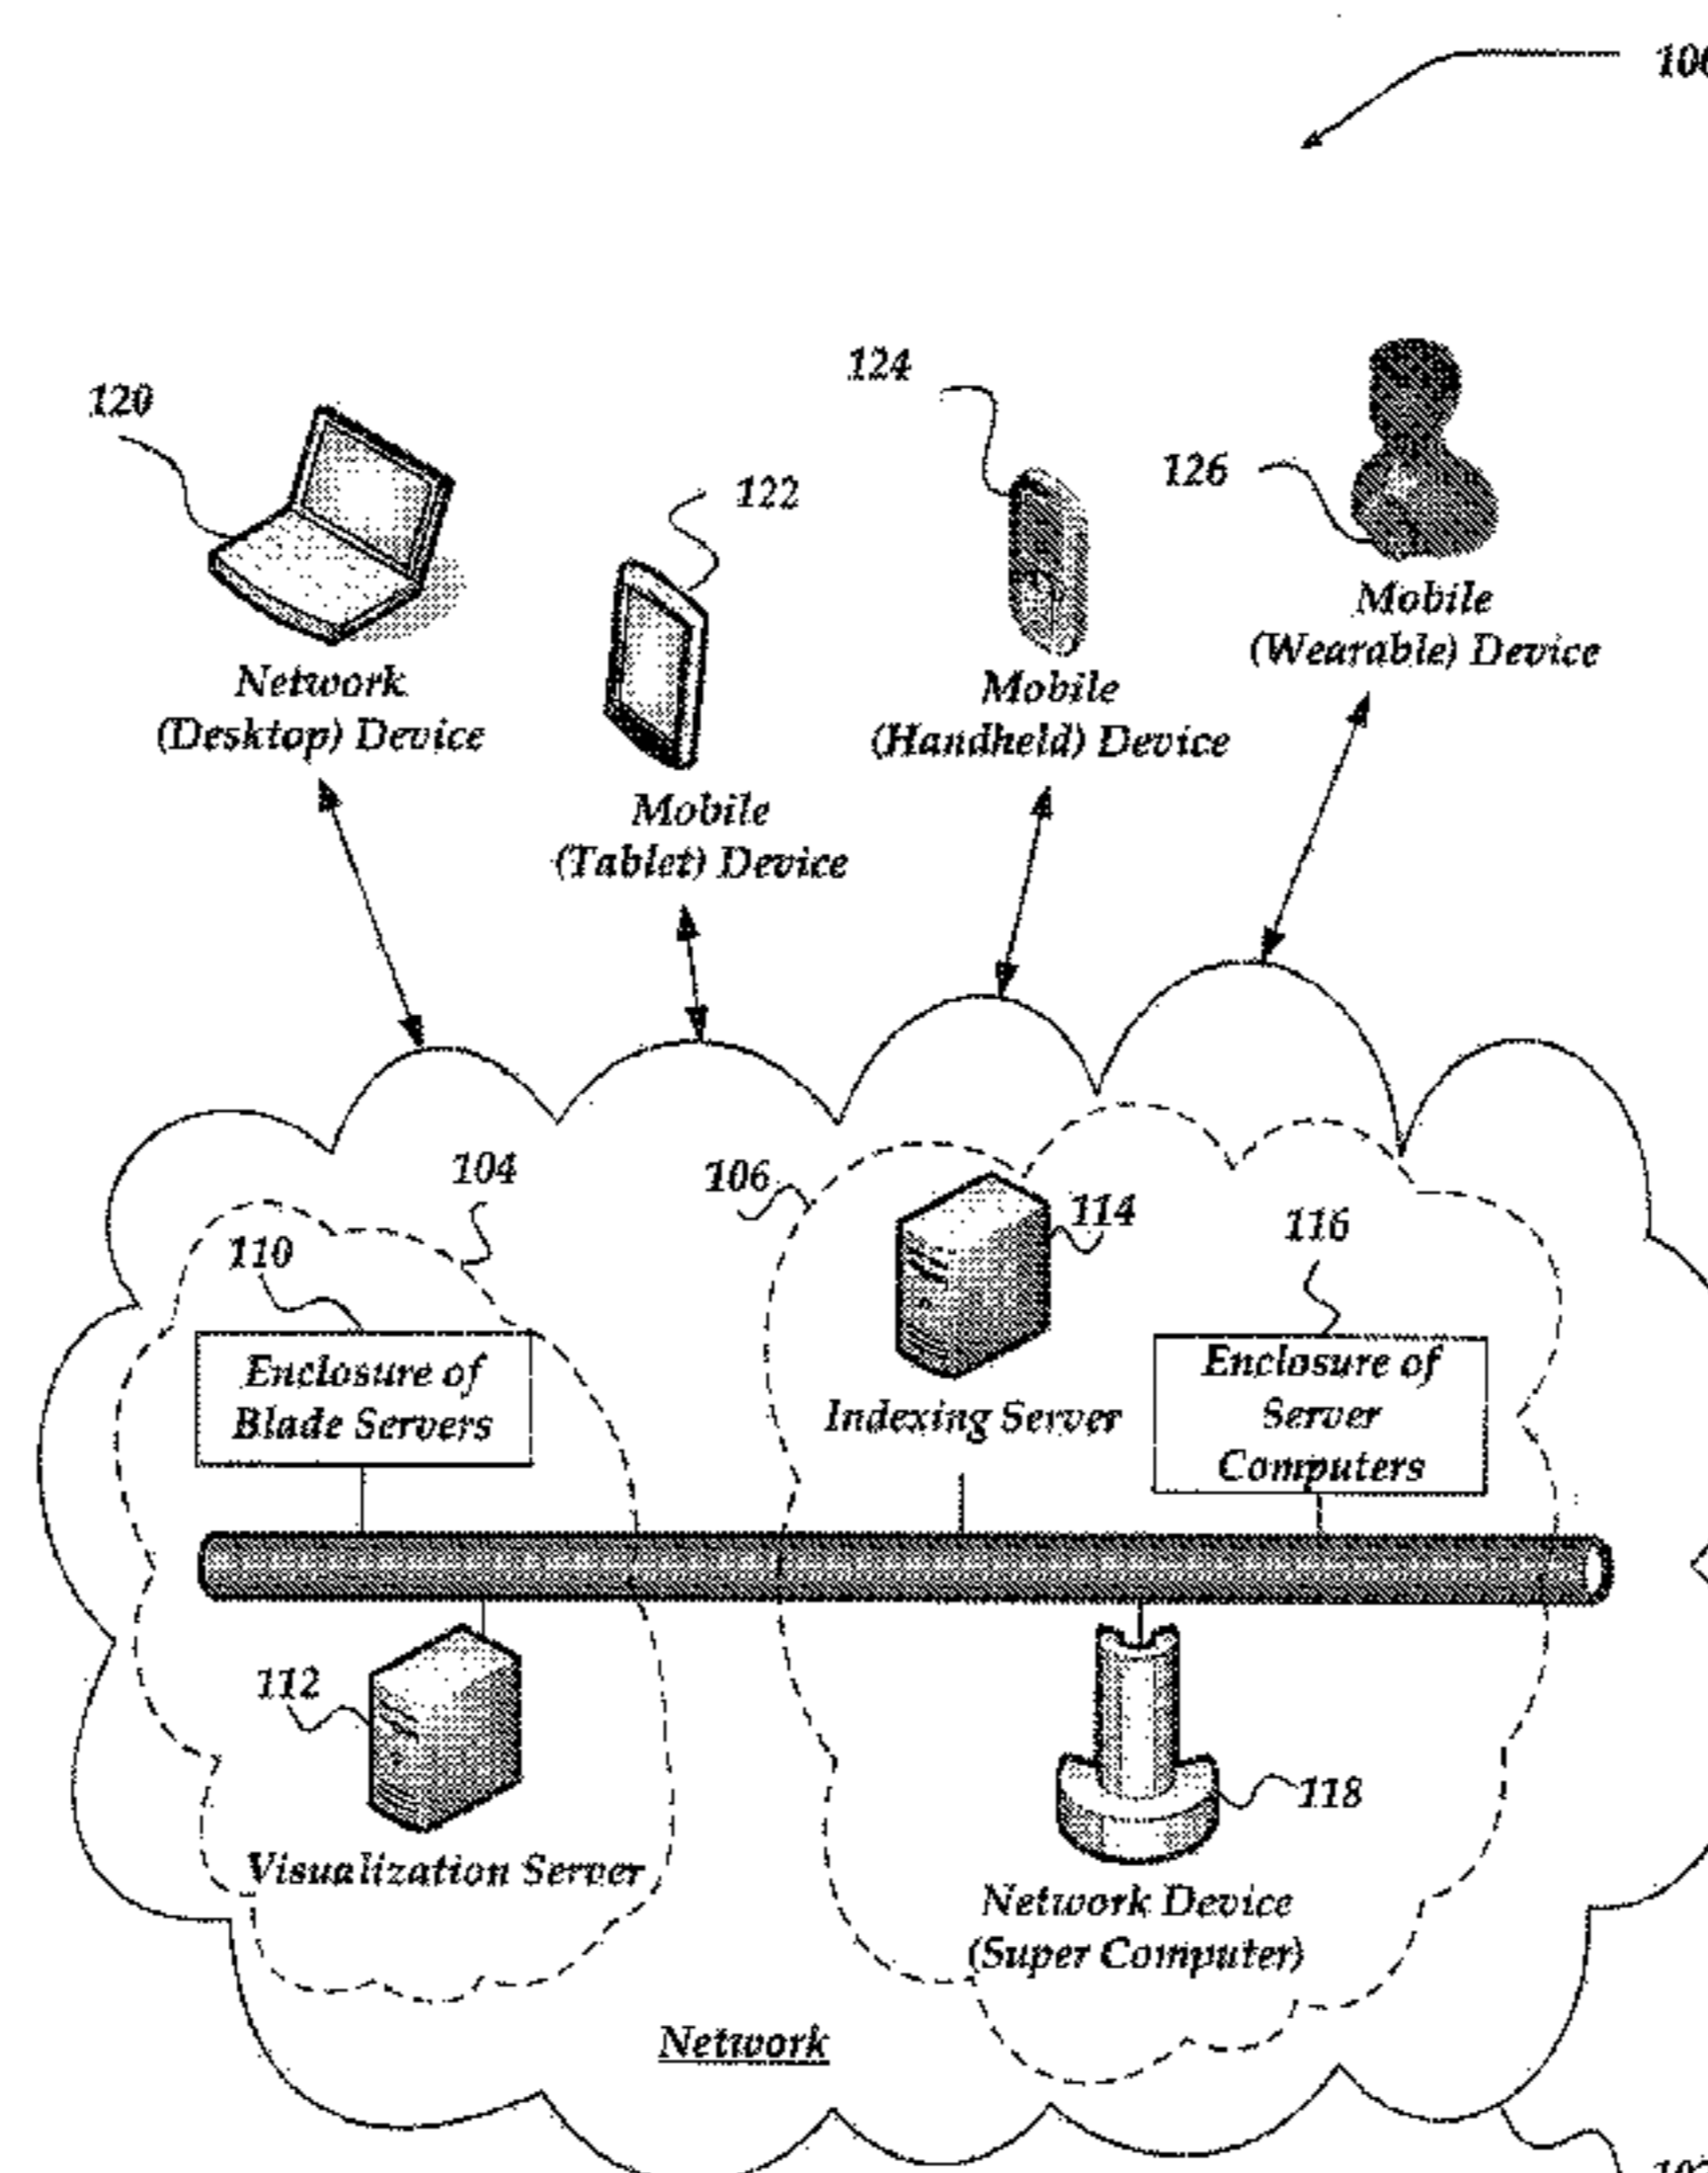 120
124
126
122
Mobile
(Wearable) Device
Network
(Desktop) Device
Mobile
(Handheld) Device
Mobile
(Tablet) Device
104
106
110
114
116
Enclosure of
Blade Servers
Indexing Server
Enclosure of
Server
Computers
112
118
Visualization Server
Network Device
(Super Computer)
Network